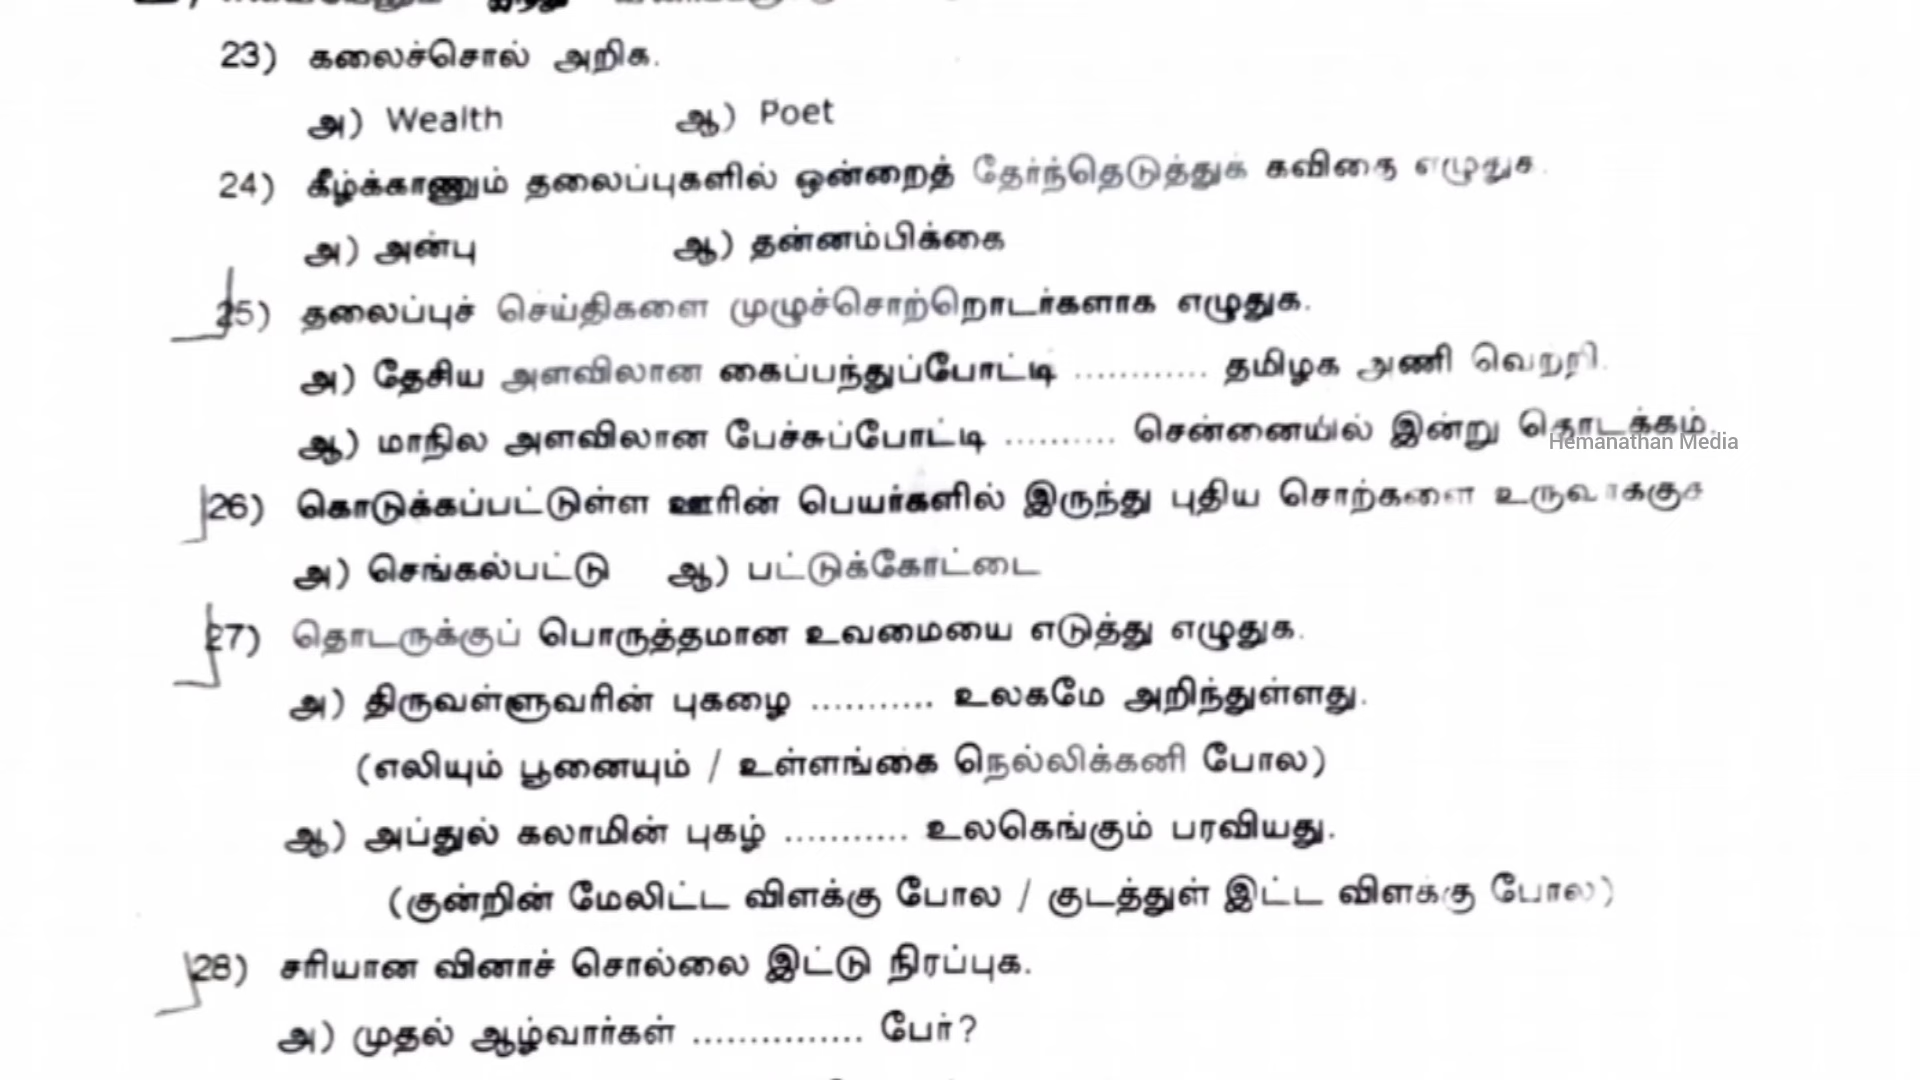 23) கலைச்சொல் அறிக.
அ) Wealth ஆ) Poet
24) கீழ்க்காணும் தலைப்புகளில் ஒன்றைத் தேர்ந்தெடுத்துக் கவிதை எழுதுக.
அ) அன்பு ஆ) தன்னம்பிக்கை
25) தலைப்புச் செய்திகளை முழுச்சொற்றொடர்களாக எழுதுக.
அ) தேசிய அளவிலான கைப்பந்துப்போட்டி ............ தமிழக அணி வெற்றி.
ஆ) மாநில அளவிலான பேச்சுப்போட்டி .......... சென்னையில் இன்று தொடக்கம்.
Hemanathan Media
26) கொடுக்கப்பட்டுள்ள ஊரின் பெயர்களில் இருந்து புதிய சொற்களை உருவாக்குக
அ) செங்கல்பட்டு ஆ) பட்டுக்கோட்டை
27) தொடருக்குப் பொருத்தமான உவமையை எடுத்து எழுதுக.
அ) திருவள்ளுவரின் புகழை ........... உலகமே அறிந்துள்ளது.
(எலியும் பூனையும் / உள்ளங்கை நெல்லிக்கனி போல)
ஆ) அப்துல் கலாமின் புகழ் ........... உலகெங்கும் பரவியது.
(குன்றின் மேலிட்ட விளக்கு போல / குடத்துள் இட்ட விளக்கு போல)
28) சரியான வினாச் சொல்லை இட்டு நிரப்புக.
அ) முதல் ஆழ்வார்கள் ............... பேர்?